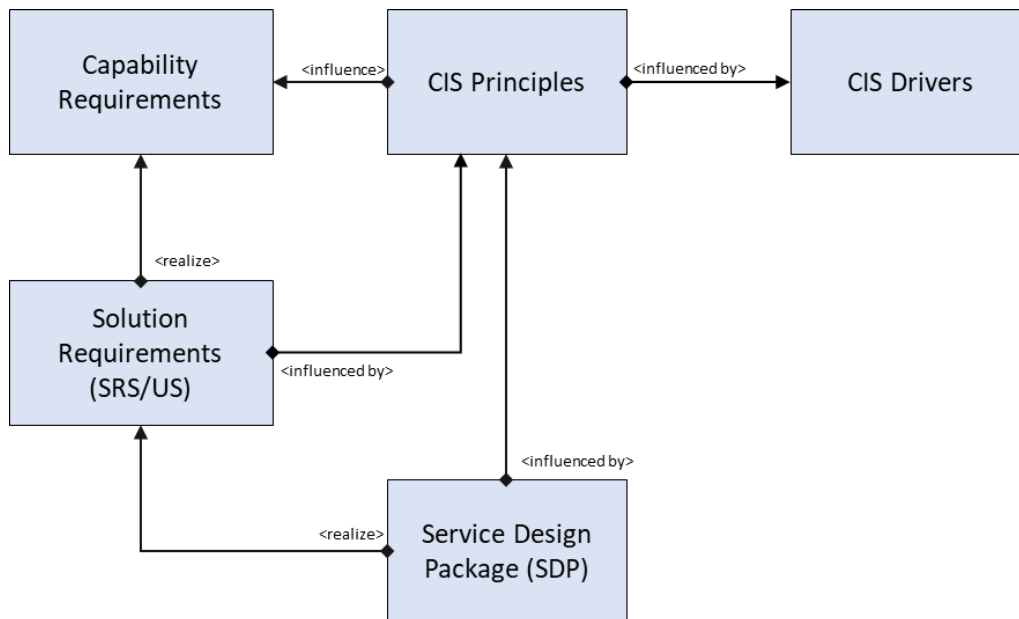 Capability
Requirements
<influence>
CIS Principles
<influenced by>
CIS Drivers
<realize>
Solution
Requirements
(SRS/US)
<influenced by>
<influenced by>
<realize>
Service Design
Package (SDP)